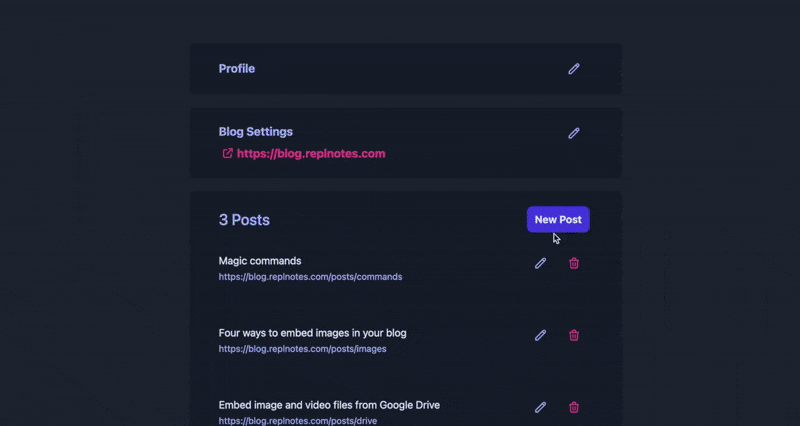 Profile
Blog Settings
https://blog.replnotes.com
3 Posts
New Post
Magic commands
https://blog.replnotes.com/posts/commands
Four ways to embed images in your blog
https://blog.replnotes.com/posts/images
Embed image and video files from Google Drive
https://blog.replnotes.com/posts/drive